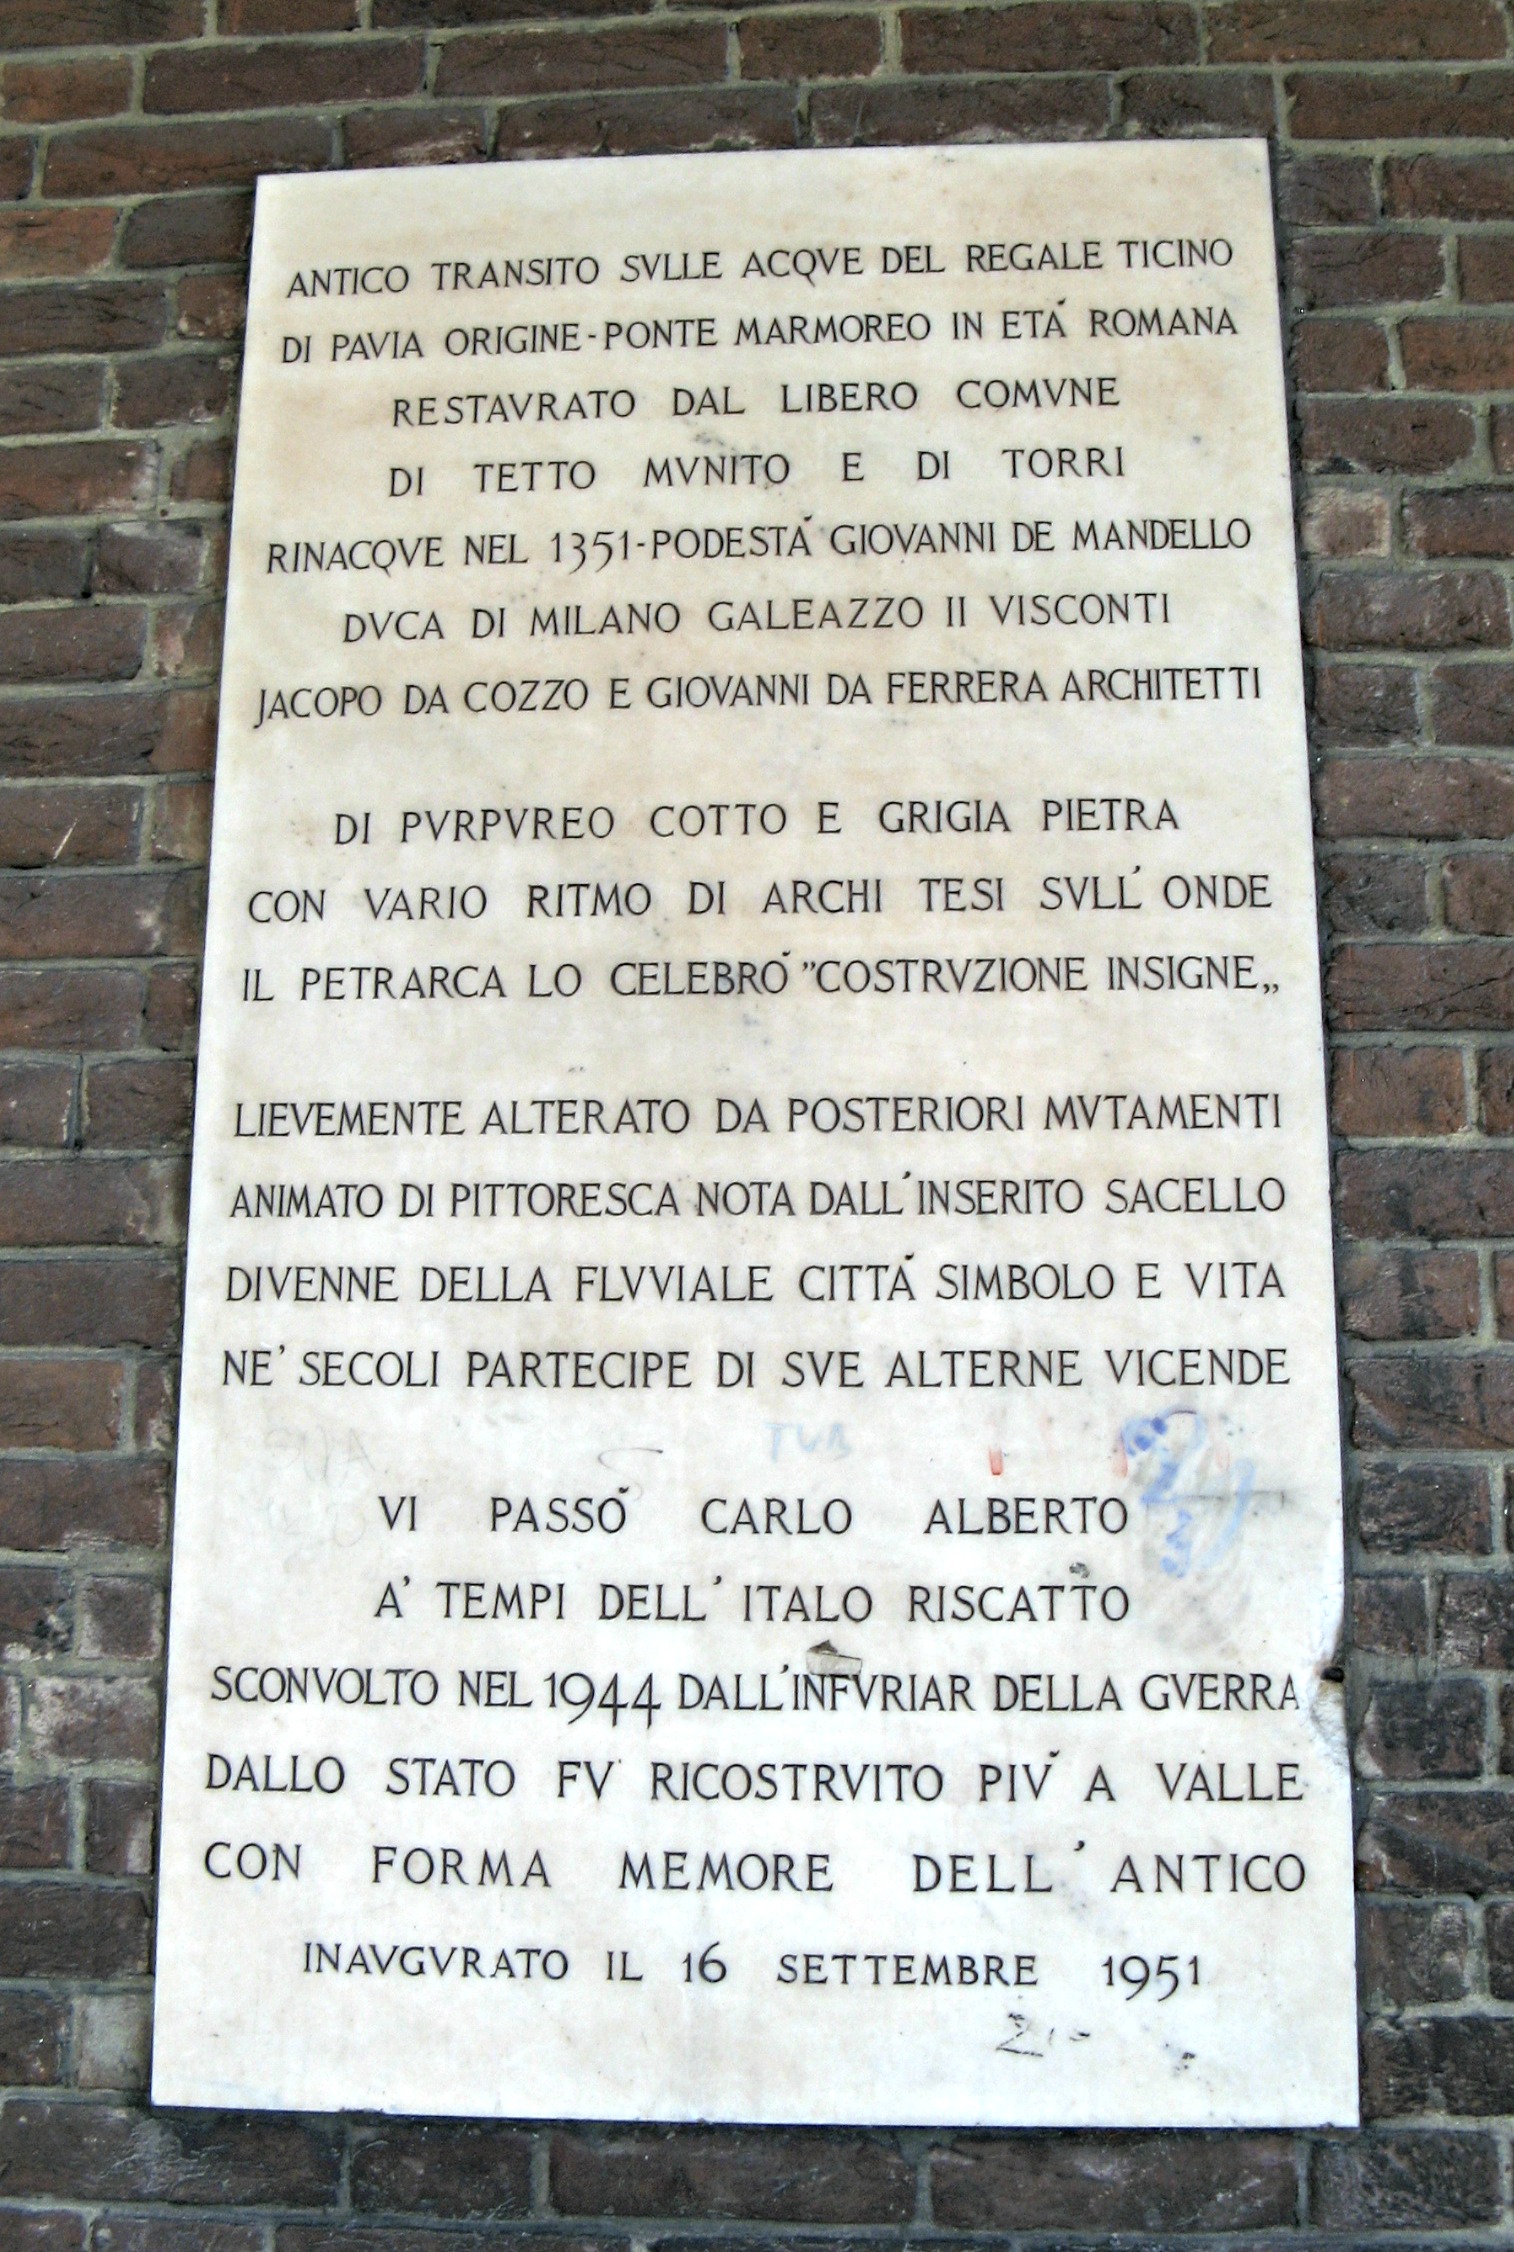 ANTICO TRANSITO SVLLE ACQVE DEL REGALE TICINO
DI PAVIA ORIGINE-PONTE MARMOREO IN ETÁ ROMANA
RESTAVRATO DAL LIBERO COMVNE
DI TETTO MVNITO E DI TORRI
RINACQVE NEL 1351-PODESTÁ GIOVANNI DE MANDELLO
DVCA DI MILANO GALEAZZO II VISCONTI
JACOPO DA COZZO E GIOVANNI DA FERRERA ARCHITETTI
DI PVRPVREO COTTO E GRIGIA PIETRA
CON VARIO RITMO DI ARCHI TESI SVLL' ONDE
IL PETRARCA LO CELEBRÓ "COSTRVZIONE INSIGNE„
LIEVEMENTE ALTERATO DA POSTERIORI MVTAMENTI
ANIMATO DI PITTORESCA NOTA DALL'INSERITO SACELLO
DIVENNE DELLA FLVVIALE CITTÁ SIMBOLO E VITA
NE' SECOLI PARTECIPE DI SVE ALTERNE VICENDE
TUB
VI PASSÓ CARLO ALBERTO
A' TEMPI DELL' ITALO RISCATTO
SCONVOLTO NEL 1944 DALL'INFVRIAR DELLA GVERRA
DALLO STATO FV RICOSTRVITO PIÚ A VALLE
CON FORMA MEMORE DELL' ANTICO
INAVGVRATO IL 16 SETTEMBRE 1951